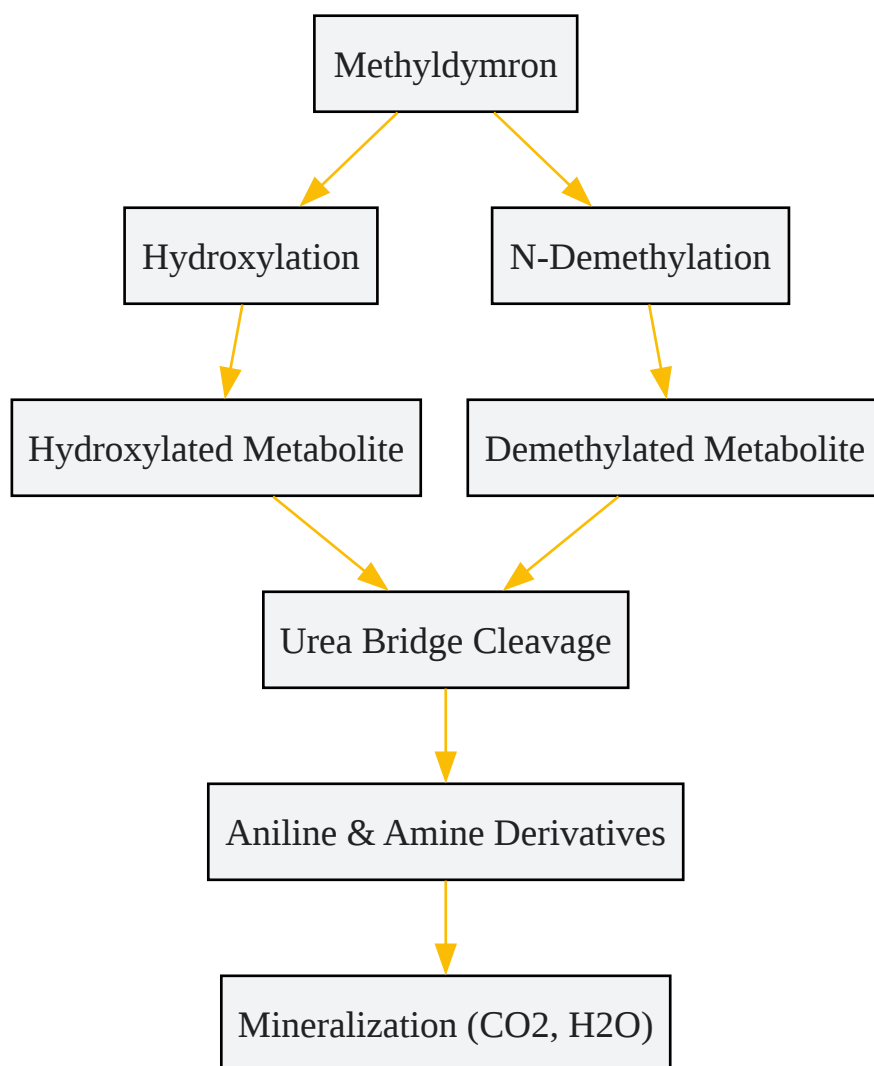 Methyldymron
Hydroxylation
N-Demethylation
Hydroxylated Metabolite
Demethylated Metabolite
Urea Bridge Cleavage
Aniline & Amine Derivatives
Mineralization (CO2, H2O)